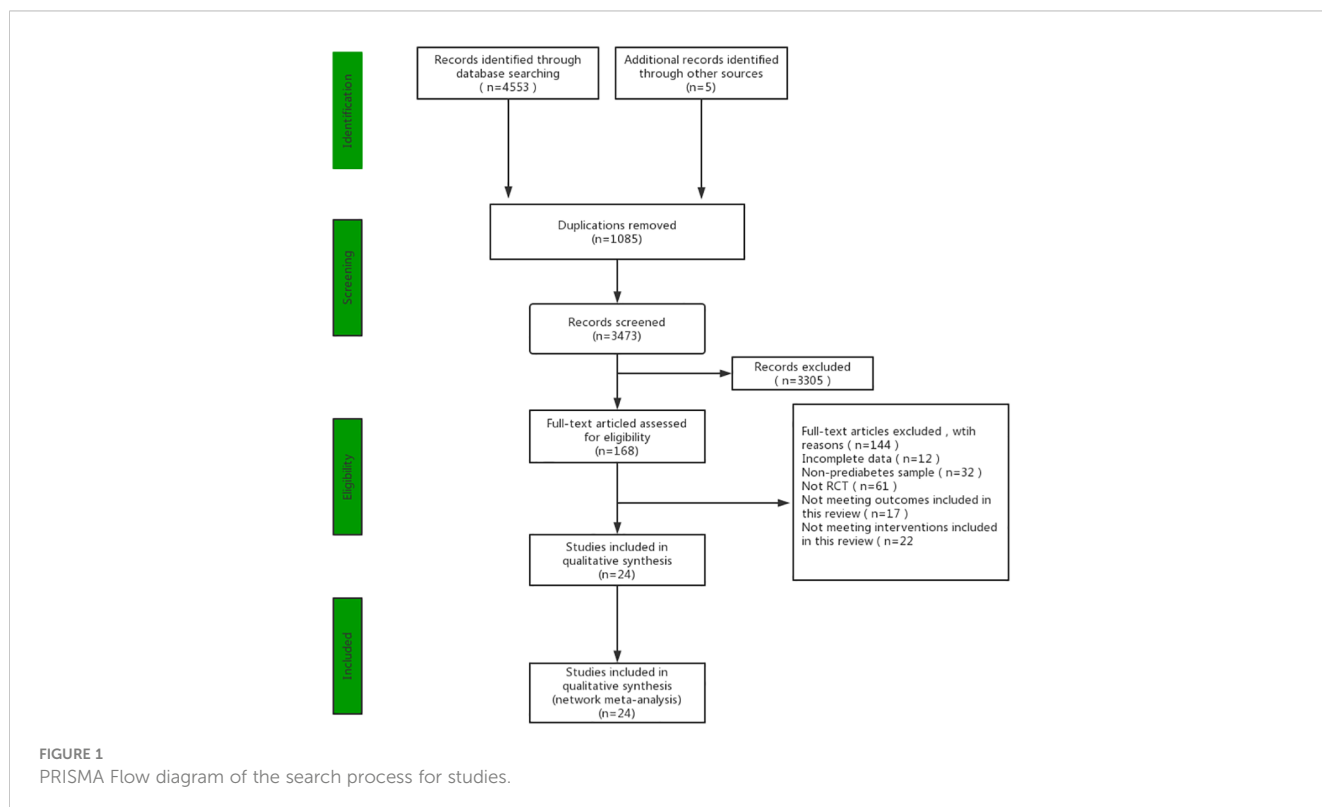 Identification
Records identified through
database searching
( n=4553 )
Additional records identified
through other sources
(n=5)
Screening
Duplications removed
(n=1085)
Records screened
(n=3473)
Records excluded
( n=3305 )
Eligibility
Full-text articled assessed
for eligibility
(n=168)
Full-text articles excluded , wtih
reasons ( n=144 )
Incomplete data ( n=12 )
Non-prediabetes sample ( n=32 )
Not RCT ( n=61 )
Not meeting outcomes included in
this review ( n=17 )
Not meeting interventions included
in this review ( n=22
Studies included in
qualitative synthesis
(n=24)
Included
Studies included in
qualitative synthesis
(network meta-analysis)
(n=24)
FIGURE 1
PRISMA Flow diagram of the search process for studies.